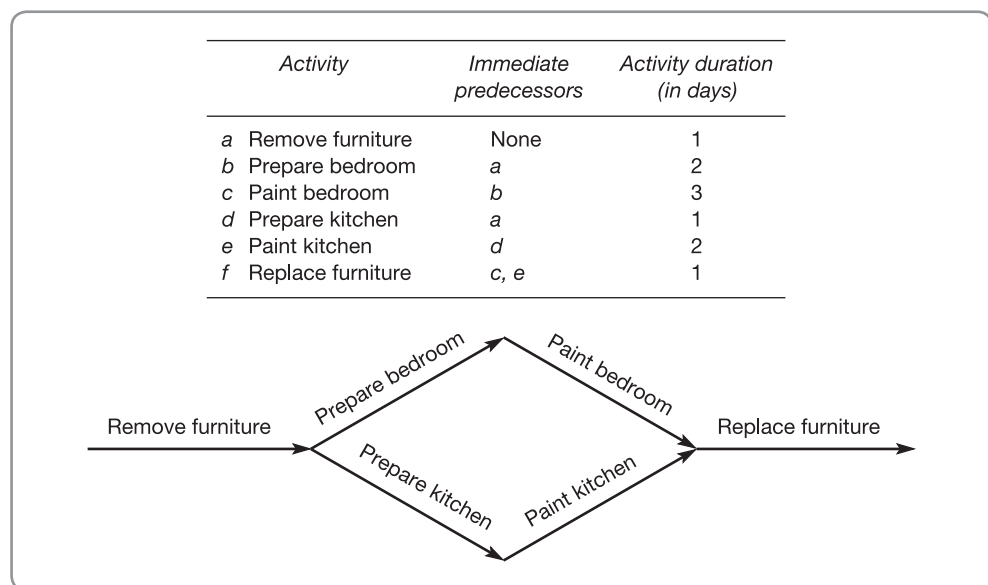 Activity Immediate predecessors Activity duration (in days)
a Remove furniture None 1
b Prepare bedroom a 2
c Paint bedroom b 3
d Prepare kitchen a 1
e Paint kitchen d 2
f Replace furniture c, e 1
Prepare bedroom
Paint bedroom
Remove furniture
Replace furniture
Prepare kitchen
Paint kitchen